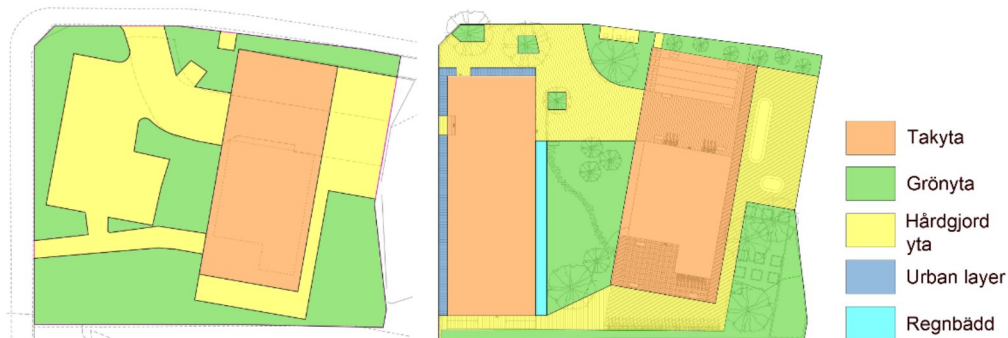 Takyta
Grönyta
Hårdgjord
yta
Urban layer
Regnbädd